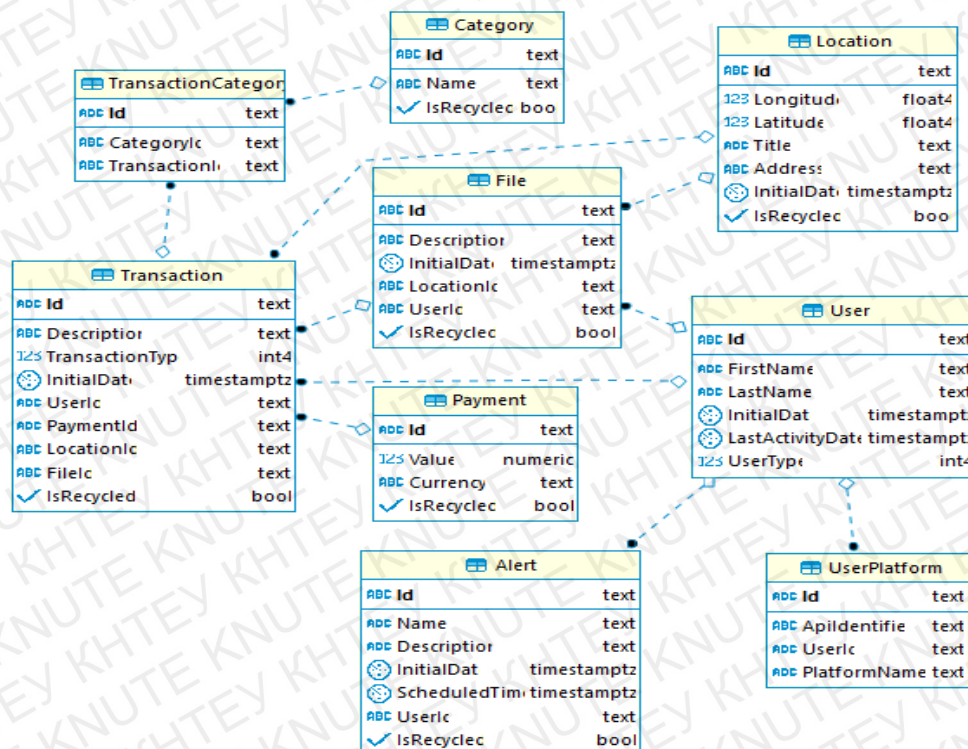 Category
Id text
Name text
IsRecyclec boo
Location
Id text
Longitud float4
Latitude float4
Title text
Address text
InitialDat timestamptz
IsRecyclec boo
TransactionCategor
Id text
CategoryIc text
TransactionI text
File
Id text
Descriptior text
InitialDat timestamptz
LocationIc text
UserIc text
IsRecyclec bool
Transaction
Id text
Descriptior text
TransactionTyp int4
InitialDat timestamptz
UserIc text
PaymentId text
LocationIc text
FileIc text
IsRecycled bool
User
Id text
FirstName text
LastName text
InitialDat timestampt
LastActivityDate timestampt
UserType int4
Payment
Id text
Value numeric
Currency text
IsRecyclec bool
Alert
Id text
Name text
Descriptior text
InitialDat timestamptz
ScheduledTim timestamptz
UserIc text
IsRecyclec bool
UserPlatform
Id text
ApiIdentifie text
UserIc text
PlatformName text